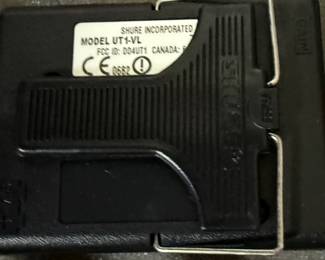 SHURE INCORPORATED
MODEL UT1-VL
FCC ID: DD4UT1 CANADA:
CE 0682
SHURE